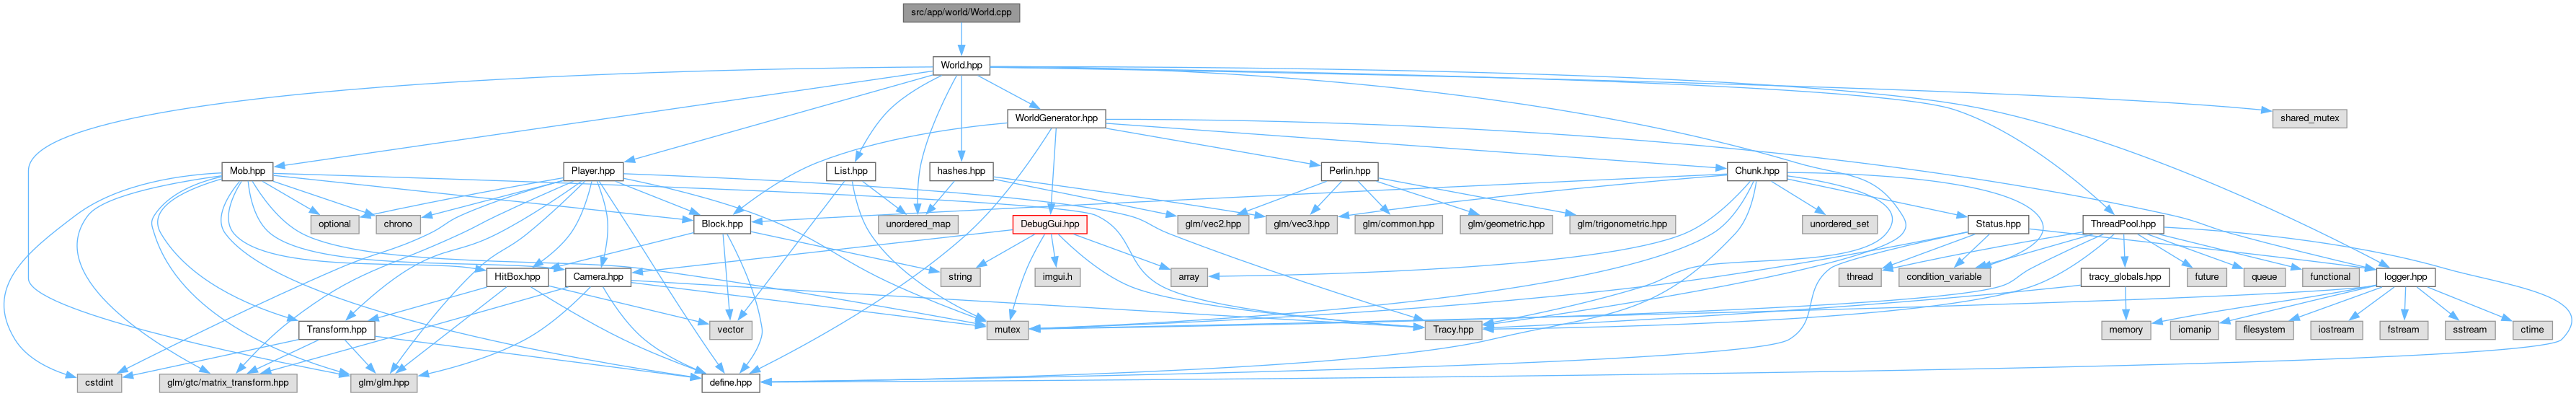 src/app/world/World.cpp
World.hpp
shared_mutex
WorldGenerator.hpp
Mob.hpp
Player.hpp
List.hpp
hashes.hpp
Perlin.hpp
Chunk.hpp
optional
chrono
Block.hpp
unordered_map
DebugGui.hpp
glm/vec2.hpp
glm/vec3.hpp
glm/common.hpp
glm/geometric.hpp
glm/trigonometric.hpp
unordered_set
Status.hpp
ThreadPool.hpp
HitBox.hpp
Camera.hpp
string
imgui.h
array
thread
condition_variable
tracy_globals.hpp
future
queue
functional
logger.hpp
Transform.hpp
vector
mutex
Tracy.hpp
memory
iomanip
filesystem
iostream
fstream
sstream
ctime
cstdint
glm/gtc/matrix_transform.hpp
glm/glm.hpp
define.hpp